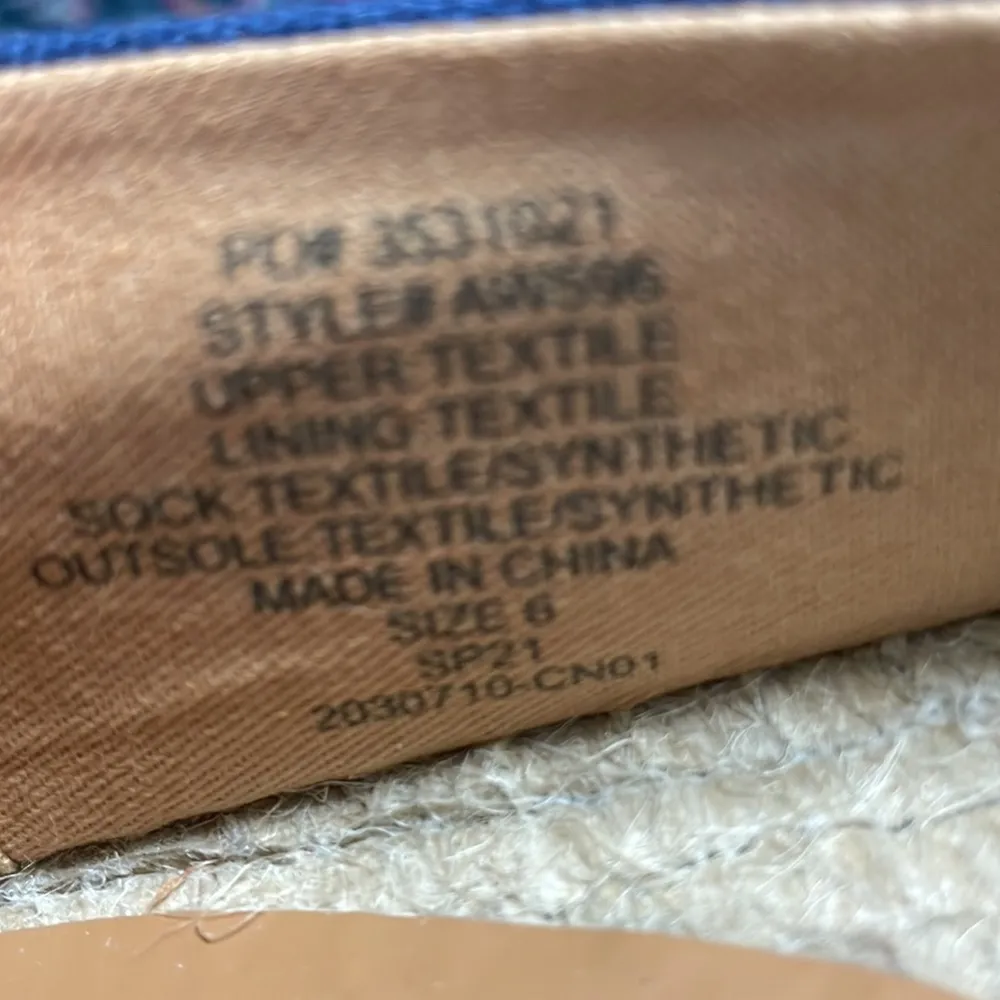 PO# 3531021
STYLE# AW596
UPPER TEXTILE
LINING TEXTILE
SOCK TEXTILE/SYNTHETIC
OUTSOLE TEXTILE/SYNTHETIC
MADE IN CHINA
SIZE 6
SP21
2030710-CN01